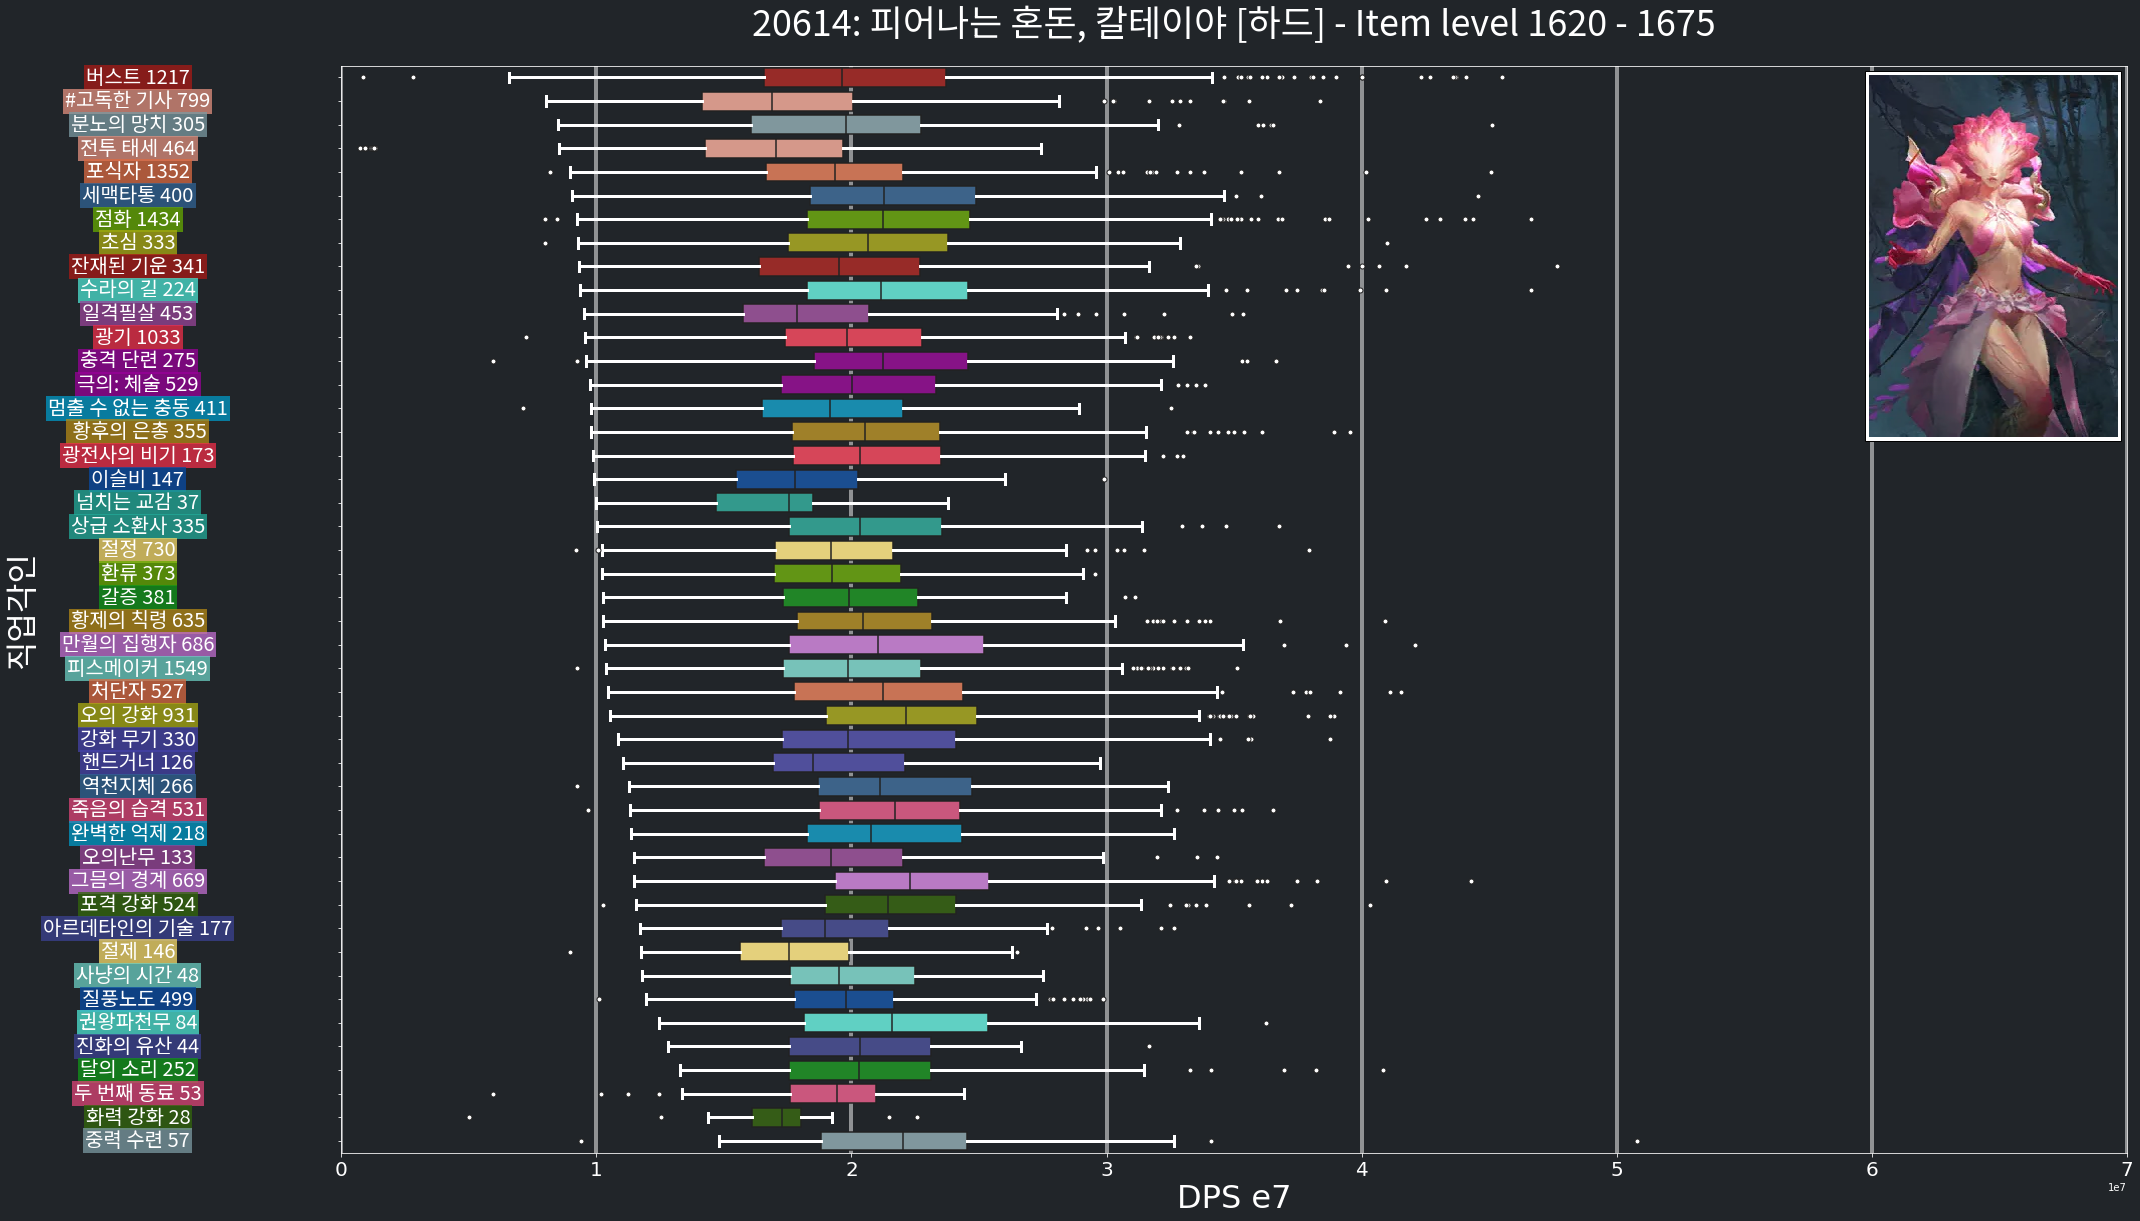 20614: 피어나는 혼돈, 칼테이야 [하드] - Item level 1620 - 1675
버스트 1217
#고독한 기사 799
분노의 망치 305
전투 태세 464
포식자 1352
세맥타통 400
점화 1434
초심 333
잔재된 기운 341
수라의 길 224
일격필살 453
광기 1033
충격 단련 275
극의: 체술 529
멈출 수 없는 충동 411
황후의 은총 355
광전사의 비기 173
이슬비 147
넘치는 교감 37
상급 소환사 335
절정 730
환류 373
갈증 381
황제의 칙령 635
만월의 집행자 686
피스메이커 1549
처단자 527
오의 강화 931
강화 무기 330
핸드거너 126
역천지체 266
죽음의 습격 531
완벽한 억제 218
오의난무 133
그믐의 경계 669
포격 강화 524
아르데타인의 기술 177
절제 146
사냥의 시간 48
질풍노도 499
권왕파천무 84
진화의 유산 44
달의 소리 252
두 번째 동료 53
화력 강화 28
중력 수련 57
직업각인
0 1 2 3 4 5 6 7
DPS e7
1e7